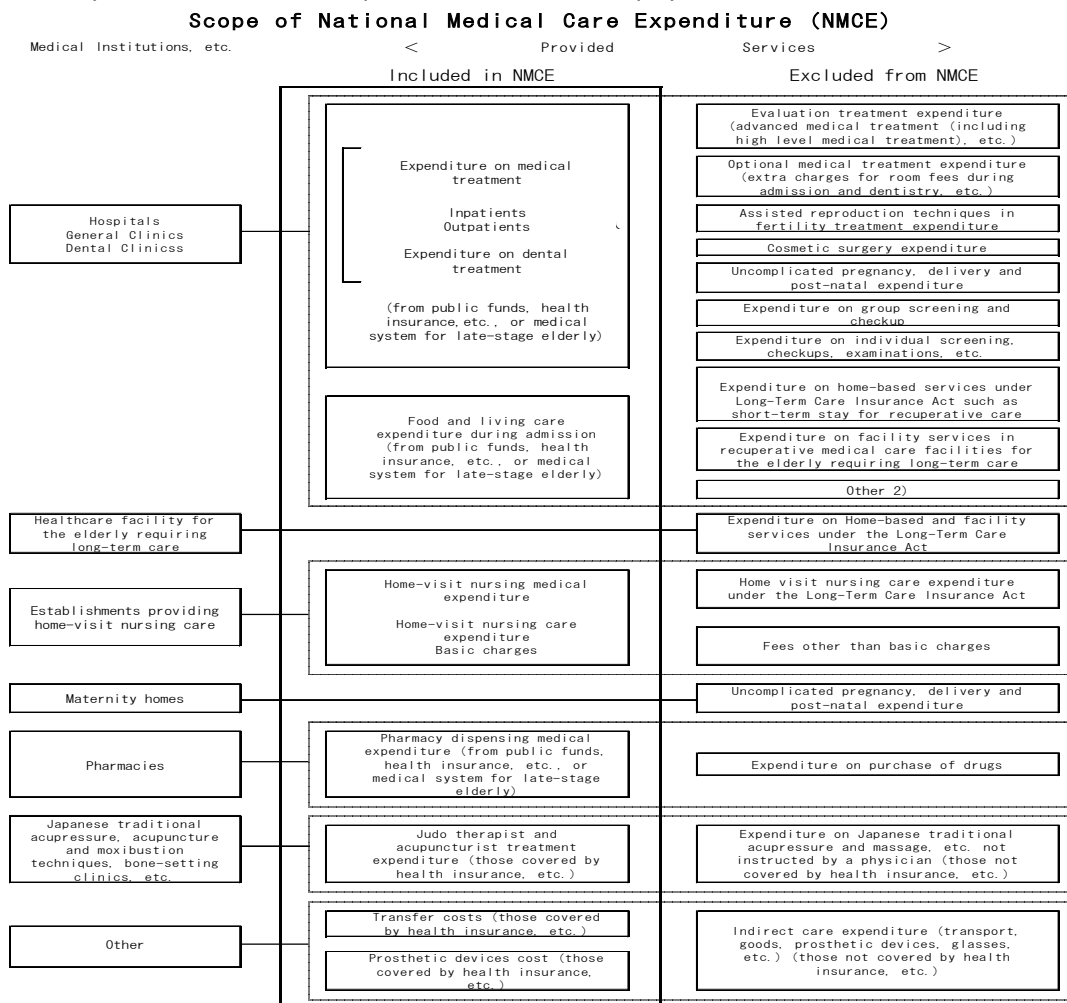 Scope of National Medical Care Expenditure (NMCE)
Medical Institutions, etc.
< Provided Services >
Included in NMCE
Excluded from NMCE
Hospitals
General Clinics
Dental Clinicss
Expenditure on medical
treatment
Inpatients
Outpatients
Expenditure on dental
treatment
(from public funds, health
insurance,etc., or medical
system for late-stage elderly)
Food and living care
expenditure during admission
(from public funds, health
insurance, etc., or medical
system for late-stage elderly)
Evaluation treatment expenditure
(advanced medical treatment (including
high level medical treatment), etc.)
Optional medical treatment expenditure
(extra charges for room fees during
admission and dentistry, etc.)
Assisted reproduction techniques in
fertility treatment expenditure
Cosmetic surgery expenditure
Uncomplicated pregnancy, delivery and
post-natal expenditure
Expenditure on group screening and
checkup
Expenditure on individual screening,
checkups, examinations, etc.
Expenditure on home-based services under
Long-Term Care Insurance Act such as
short-term stay for recuperative care
Expenditure on facility services in
recuperative medical care facilities for
the elderly requiring long-term care
Other 2)
Healthcare facility for
the elderly requiring
long-term care
Expenditure on Home-based and facility
services under the Long-Term Care
Insurance Act
Establishments providing
home-visit nursing care
Home-visit nursing medical
expenditure
Home-visit nursing care
expenditure
Basic charges
Home visit nursing care expenditure
under the Long-Term Care Insurance Act
Fees other than basic charges
Maternity homes
Uncomplicated pregnancy, delivery and
post-natal expenditure
Pharmacies
Pharmacy dispensing medical
expenditure (from public funds,
health insurance, etc., or
medical system for late-stage
elderly)
Expenditure on purchase of drugs
Japanese traditional
acupressure, acupuncture
and moxibustion
techniques, bone-setting
clinics, etc.
Judo therapist and
acupuncturist treatment
expenditure (those covered by
health insurance, etc.)
Expenditure on Japanese traditional
acupressure and massage, etc. not
instructed by a physician (those not
covered by health insurance, etc.)
Other
Transfer costs (those covered
by health insurance, etc.)
Prosthetic devices cost (those
covered by health insurance,
etc.)
Indirect care expenditure (transport,
goods, prosthetic devices, glasses,
etc.) (those not covered by health
insurance, etc.)